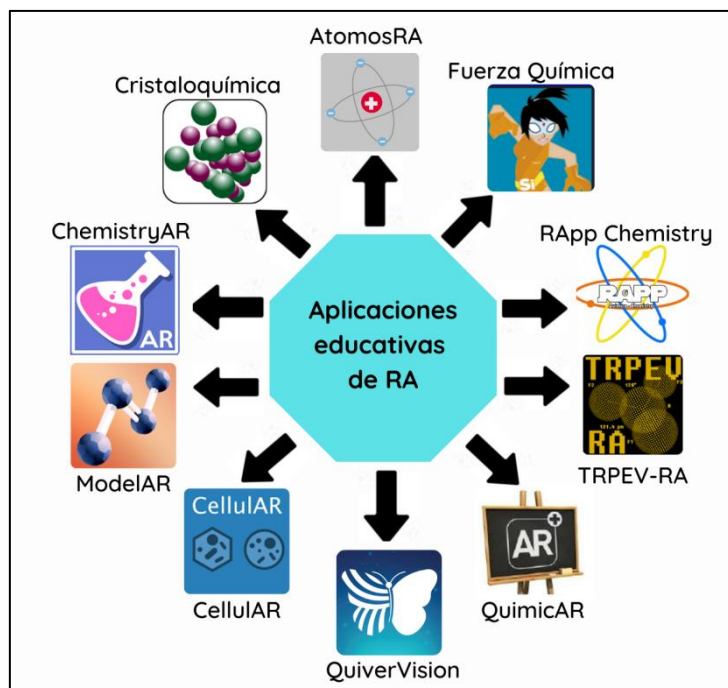 AtomosRA
Cristaloquímica
Fuerza Química
Si
ChemistryAR
AR
RApp Chemistry
RAPP
Aplicaciones
educativas
de RA
ModelAR
TRPEV
RA
TRPEV-RA
CellulAR
CellulAR
AR
QuimicAR
QuiverVision